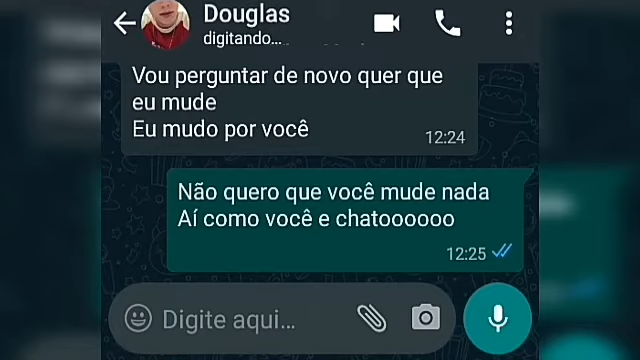 Douglas
digitando...
Vou perguntar de novo quer que
eu mude
Eu mudo por você
12:24
Não quero que você mude nada
Aí como você e chatoooooo
12:25
Digite aqui...